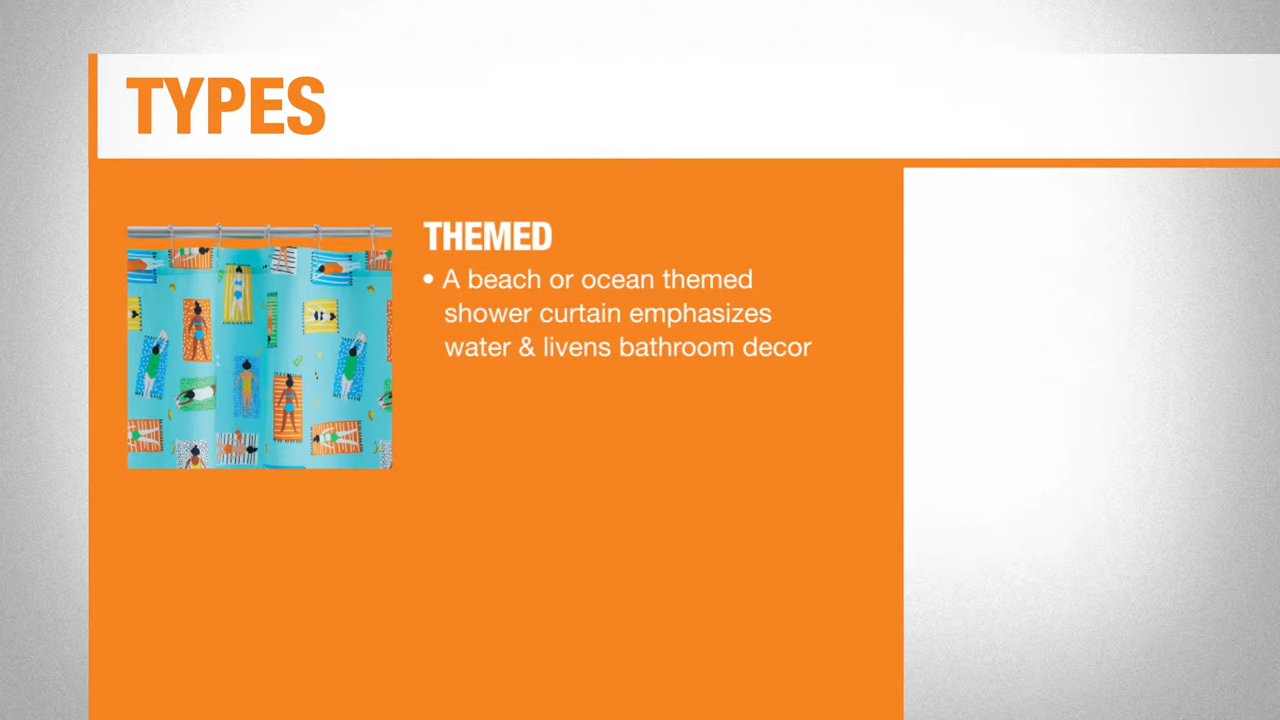 TYPES
THEMED
• A beach or ocean themed
shower curtain emphasizes
water & livens bathroom decor